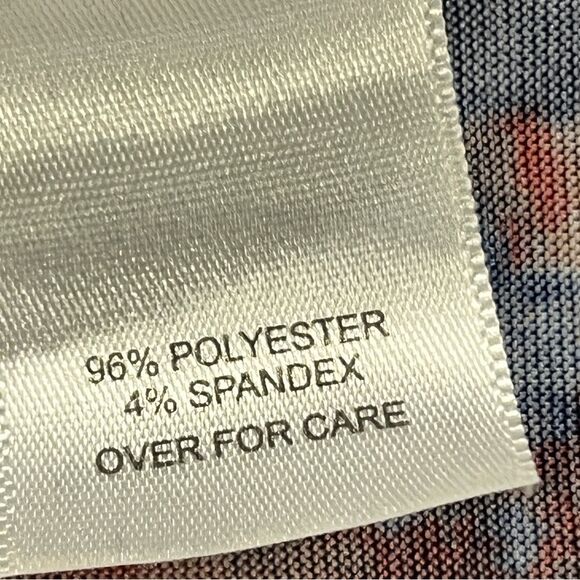 96% POLYESTER
4% SPANDEX
OVER FOR CARE